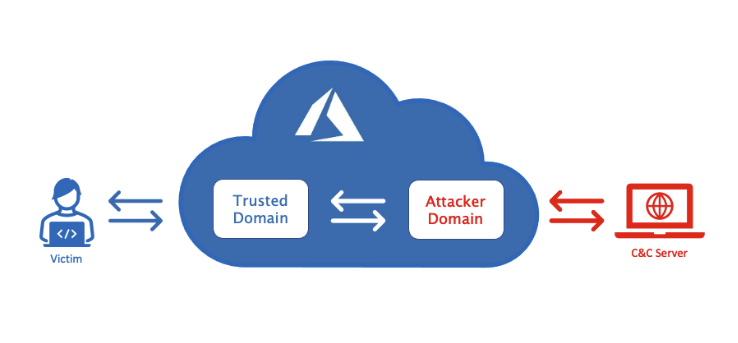 Trusted
Domain
Attacker
Domain
</>
Victim
C&C Server